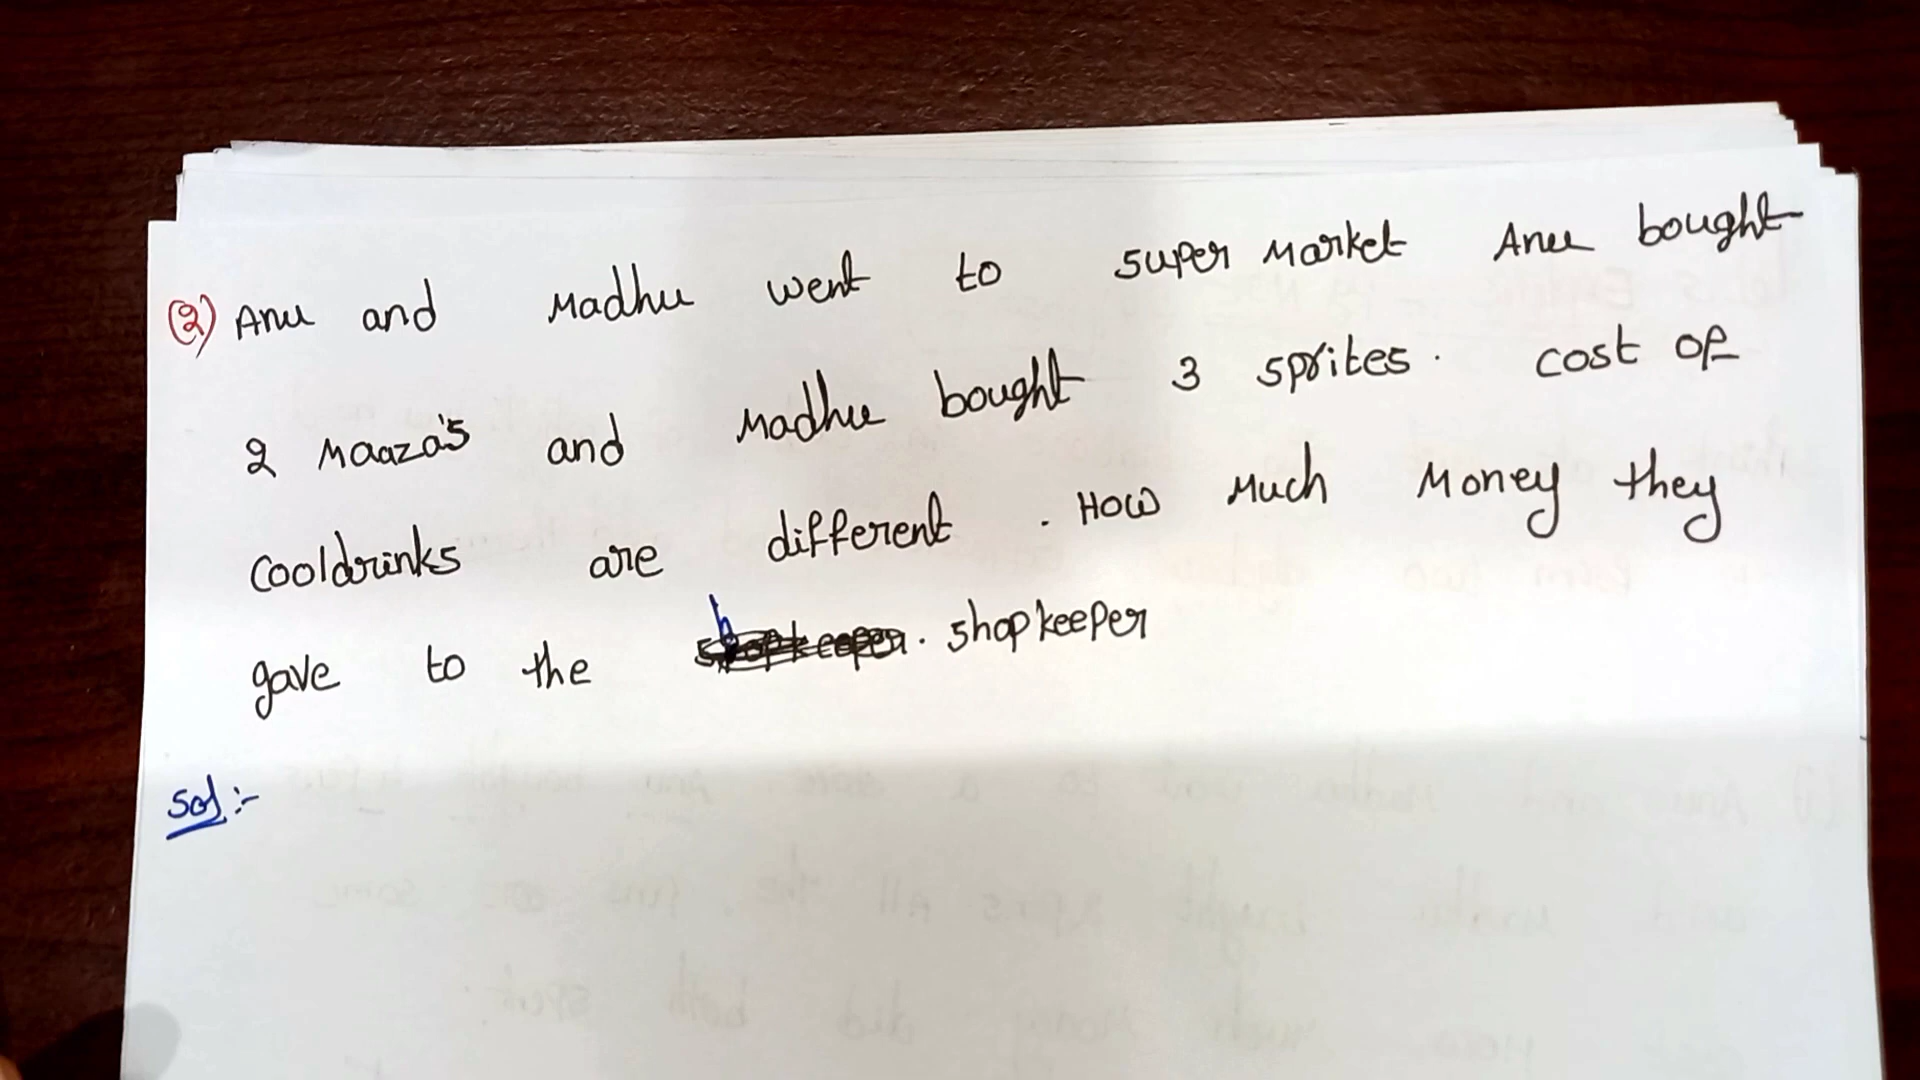 (2) Anu and Madhu went to super market Anu bought
2 Maaza's and Madhu bought 3 sprites. cost of
cooldrinks are different. How Much Money they
gave to the shopkeeper
Sol:-